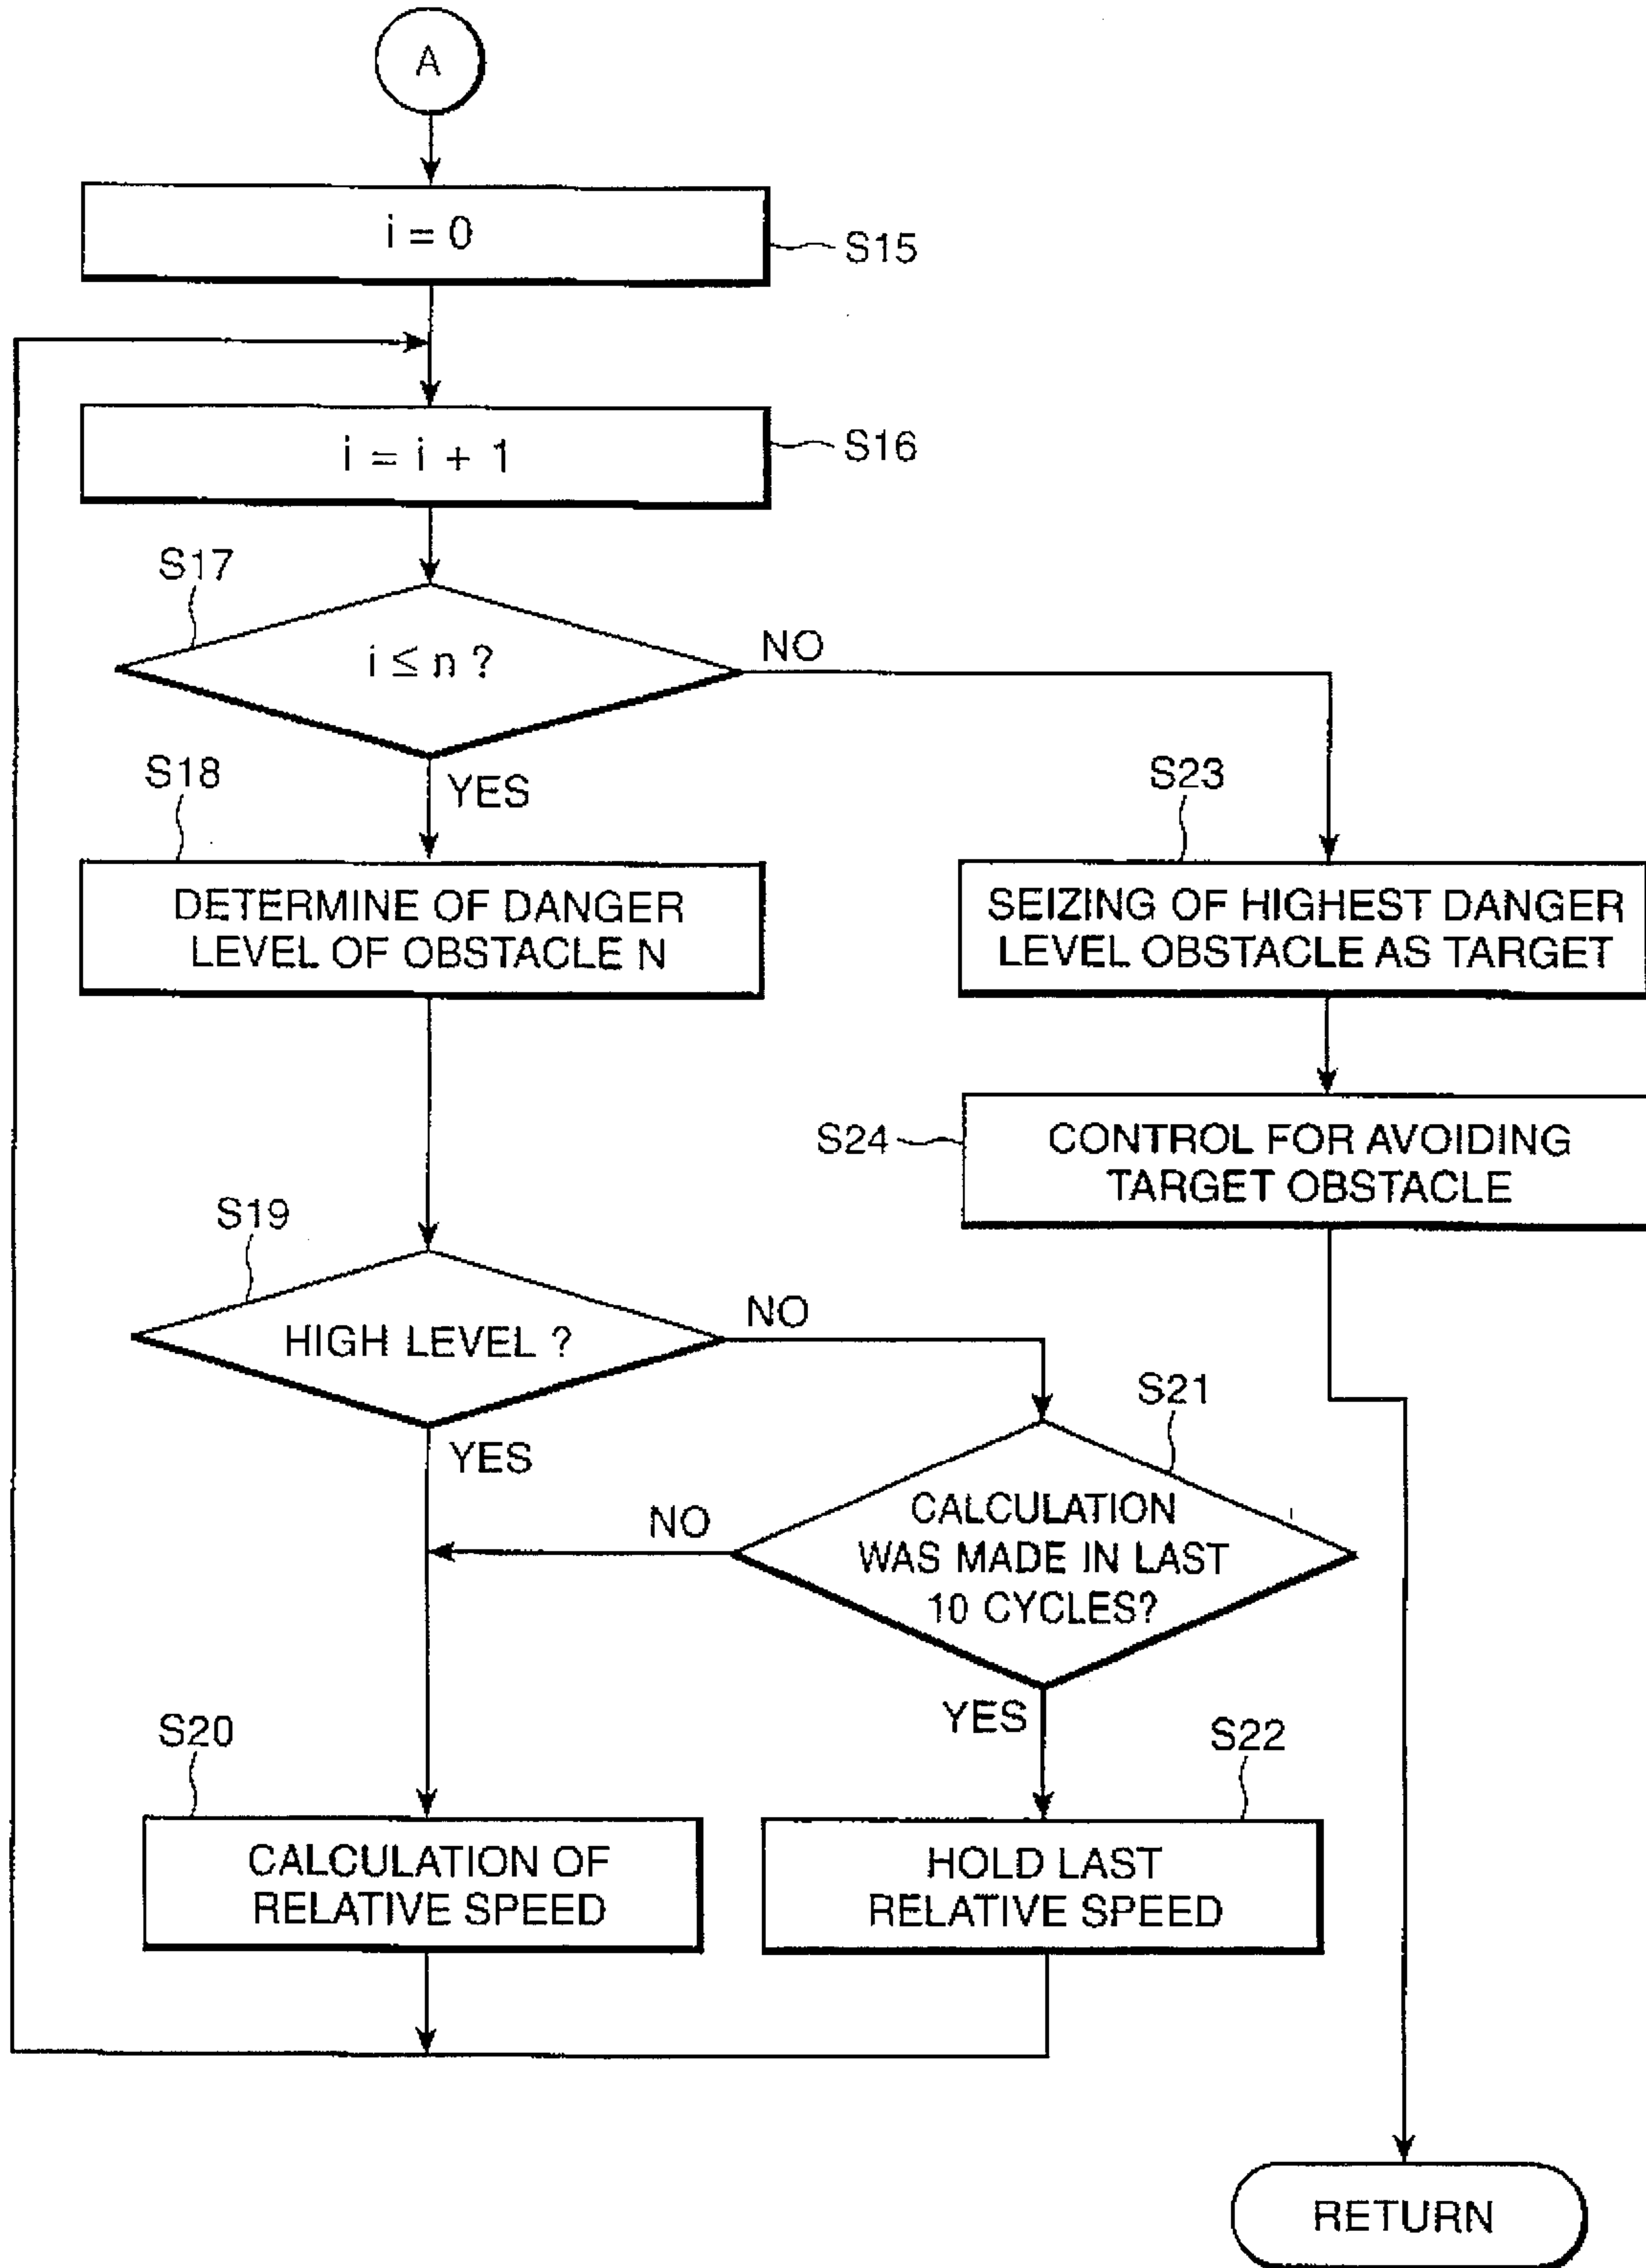 A
i = 0
S15
i = i + 1
S16
S17
i ≤ n ?
NO
YES
S18
DETERMINE OF DANGER
LEVEL OF OBSTACLE N
S23
SEIZING OF HIGHEST DANGER
LEVEL OBSTACLE AS TARGET
S24
CONTROL FOR AVOIDING
TARGET OBSTACLE
S19
HIGH LEVEL ?
NO
YES
S21
CALCULATION
WAS MADE IN LAST
10 CYCLES?
NO
YES
S20
CALCULATION OF
RELATIVE SPEED
S22
HOLD LAST
RELATIVE SPEED
RETURN